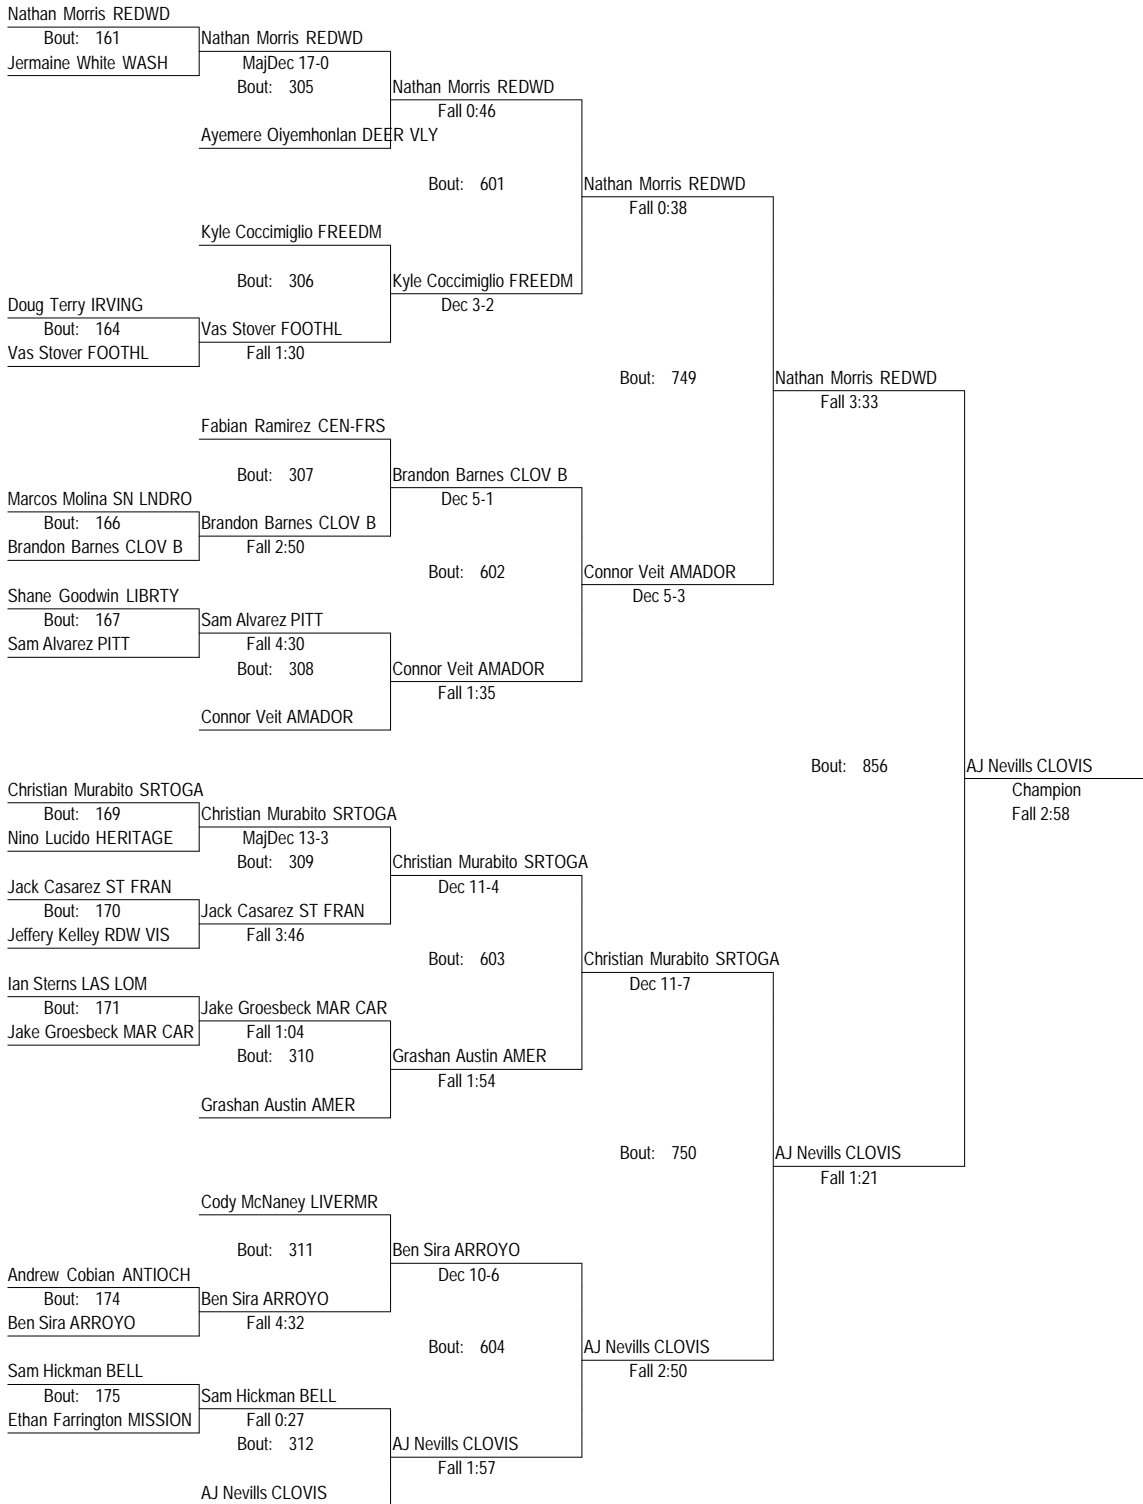 Nathan Morris REDWD
Bout: 161
Nathan Morris REDWD
Jermaine White WASH
MajDec 17-0
Bout: 305
Nathan Morris REDWD
Fall 0:46
Ayemere Oiyemhonlan DEER VLY
Bout: 601
Nathan Morris REDWD
Fall 0:38
Kyle Coccimiglio FREEDM
Bout: 306
Kyle Coccimiglio FREEDM
Dec 3-2
Doug Terry IRVING
Bout: 164
Vas Stover FOOTHL
Vas Stover FOOTHL
Fall 1:30
Bout: 749
Nathan Morris REDWD
Fall 3:33
Fabian Ramirez CEN-FRS
Bout: 307
Brandon Barnes CLOV B
Dec 5-1
Marcos Molina SN LNDRO
Bout: 166
Brandon Barnes CLOV B
Brandon Barnes CLOV B
Fall 2:50
Bout: 602
Connor Veit AMADOR
Dec 5-3
Shane Goodwin LIBRTY
Bout: 167
Sam Alvarez PITT
Sam Alvarez PITT
Fall 4:30
Bout: 308
Connor Veit AMADOR
Fall 1:35
Connor Veit AMADOR
Bout: 856
AJ Nevills CLOVIS
Champion
Fall 2:58
Christian Murabito SRTOGA
Bout: 169
Christian Murabito SRTOGA
Nino Lucido HERITAGE
MajDec 13-3
Bout: 309
Christian Murabito SRTOGA
Dec 11-4
Jack Casarez ST FRAN
Bout: 170
Jack Casarez ST FRAN
Jeffery Kelley RDW VIS
Fall 3:46
Bout: 603
Christian Murabito SRTOGA
Dec 11-7
Ian Sterns LAS LOM
Bout: 171
Jake Groesbeck MAR CAR
Jake Groesbeck MAR CAR
Fall 1:04
Bout: 310
Grashan Austin AMER
Fall 1:54
Grashan Austin AMER
Bout: 750
AJ Nevills CLOVIS
Fall 1:21
Cody McNaney LIVERMR
Bout: 311
Ben Sira ARROYO
Dec 10-6
Andrew Cobian ANTIOCH
Bout: 174
Ben Sira ARROYO
Ben Sira ARROYO
Fall 4:32
Bout: 604
AJ Nevills CLOVIS
Fall 2:50
Sam Hickman BELL
Bout: 175
Sam Hickman BELL
Ethan Farrington MISSION
Fall 0:27
Bout: 312
AJ Nevills CLOVIS
Fall 1:57
AJ Nevills CLOVIS